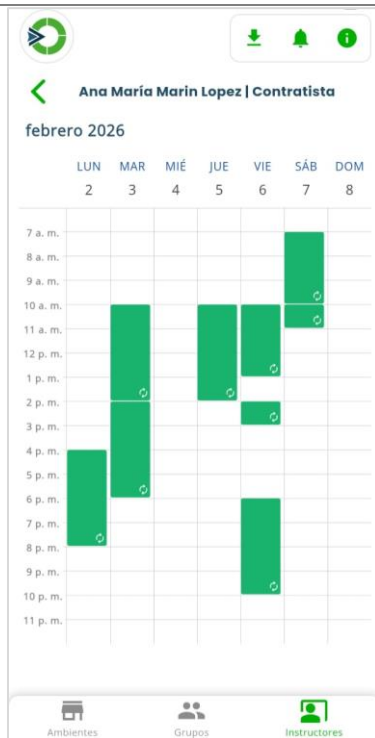 Ana María Marin Lopez | Contratista
febrero 2026
LUN MAR MIÉ JUE VIE SÁB DOM
2 3 4 5 6 7 8
7 a. m.
8 a. m.
9 a. m.
10 a. m.
11 a. m.
12 p. m.
1 p. m.
2 p. m.
3 p. m.
4 p. m.
5 p. m.
6 p. m.
7 p. m.
8 p. m.
9 p. m.
10 p. m.
11 p. m.
Ambientes Grupos Instructores